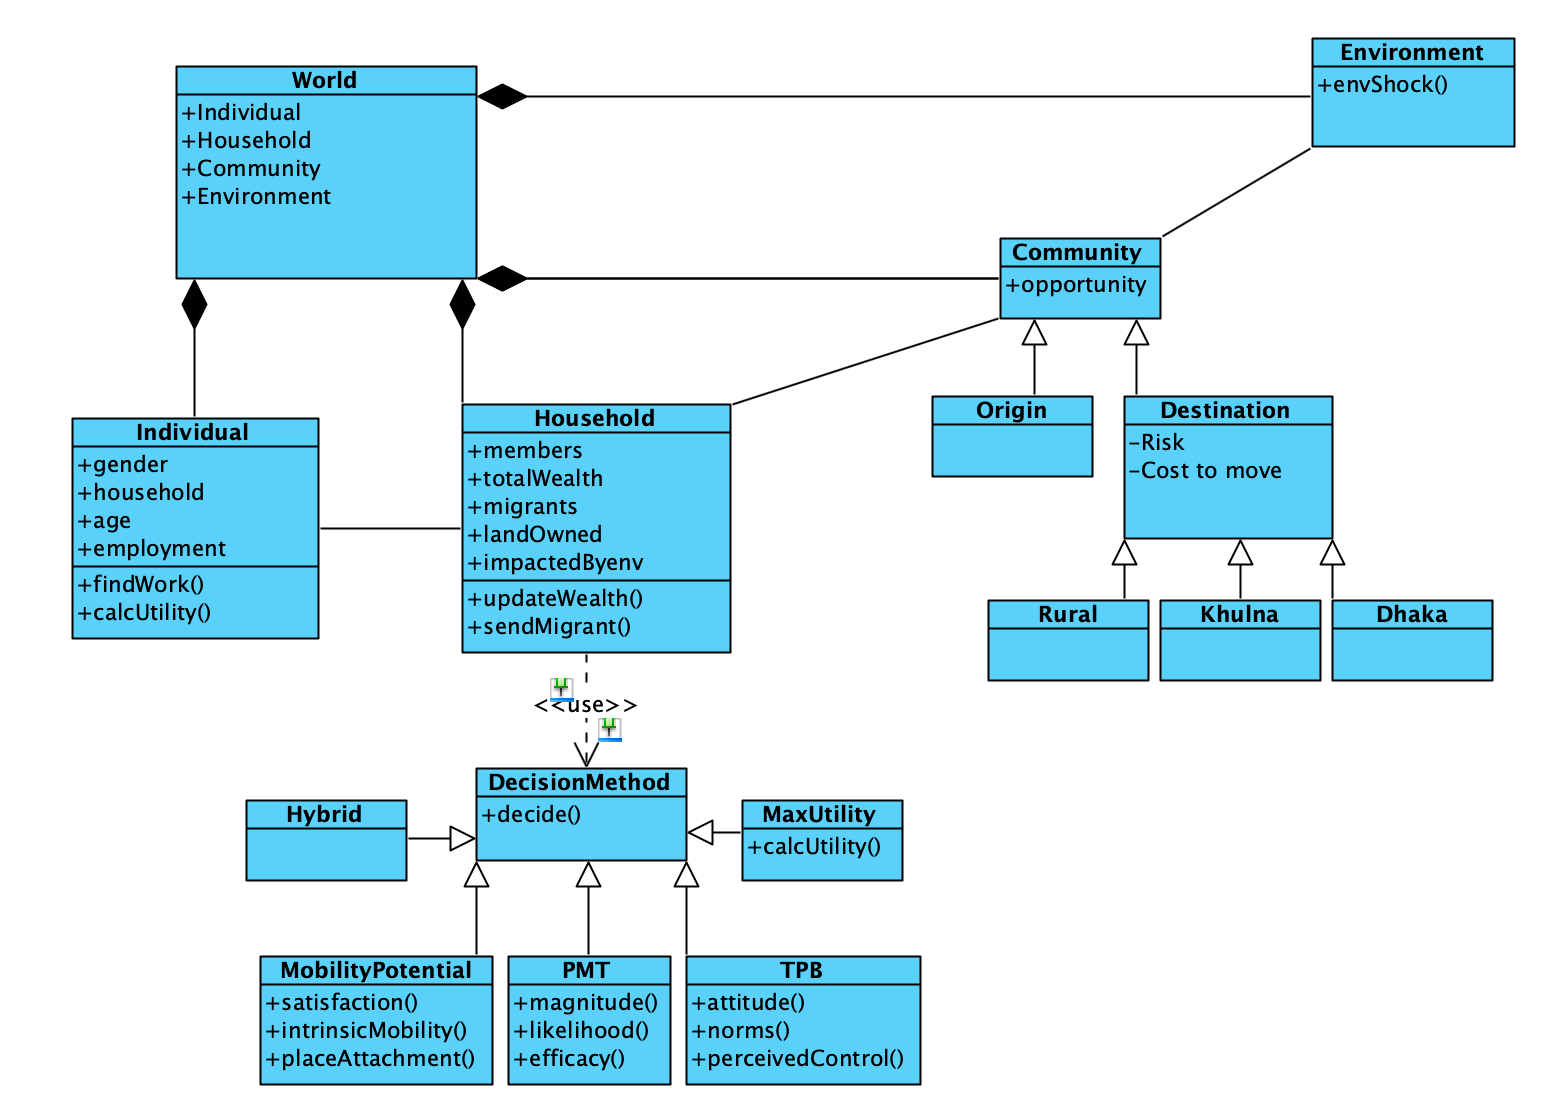 World
+Individual
+Household
+Community
+Environment
Environment
+envShock()
Community
+opportunity
Individual
+gender
+household
+age
+employment
+findWork()
+calcUtility()
Household
+members
+totalWealth
+migrants
+landOwned
+impactedByenv
+updateWealth()
+sendMigrant()
Origin
Destination
-Risk
-Cost to move
Rural
Khulna
Dhaka
<<use>>
DecisionMethod
+decide()
Hybrid
MaxUtility
+calcUtility()
MobilityPotential
+satisfaction()
+intrinsicMobility()
+placeAttachment()
PMT
+magnitude()
+likelihood()
+efficacy()
TPB
+attitude()
+norms()
+perceivedControl()